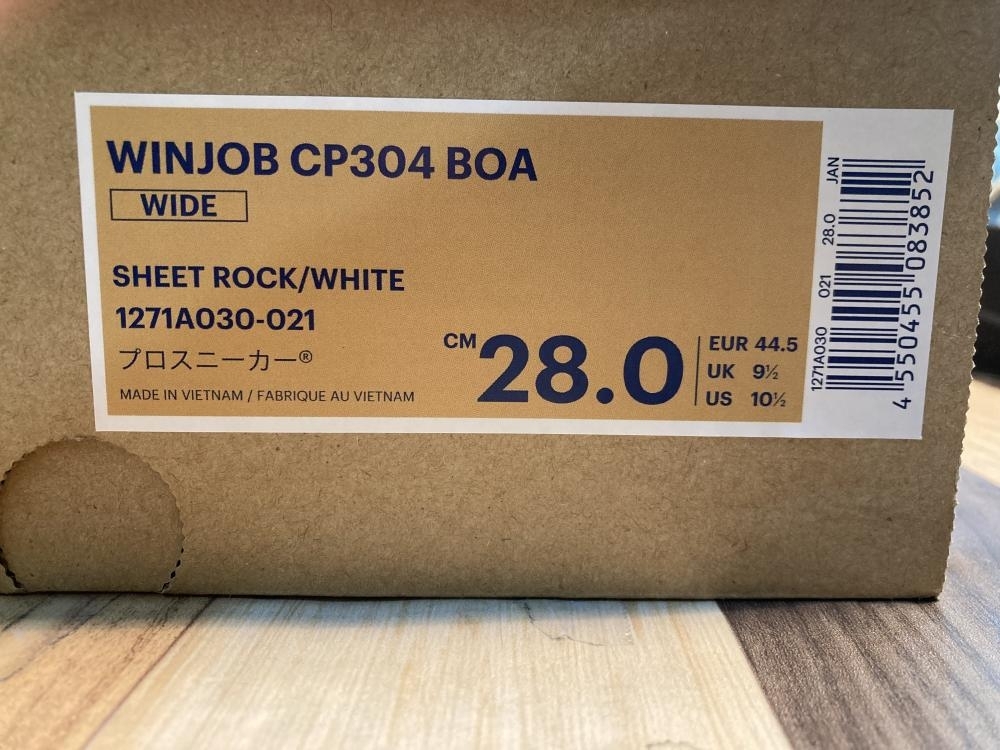 WINJOB CP304 BOA
WIDE
SHEET ROCK/WHITE
1271A030-021
プロスニーカー®
MADE IN VIETNAM / FABRIQUE AU VIETNAM
CM 28.0
EUR 44.5
UK 9½
US 10½
1271A030 021 28.0 JAN
4 550455 083852